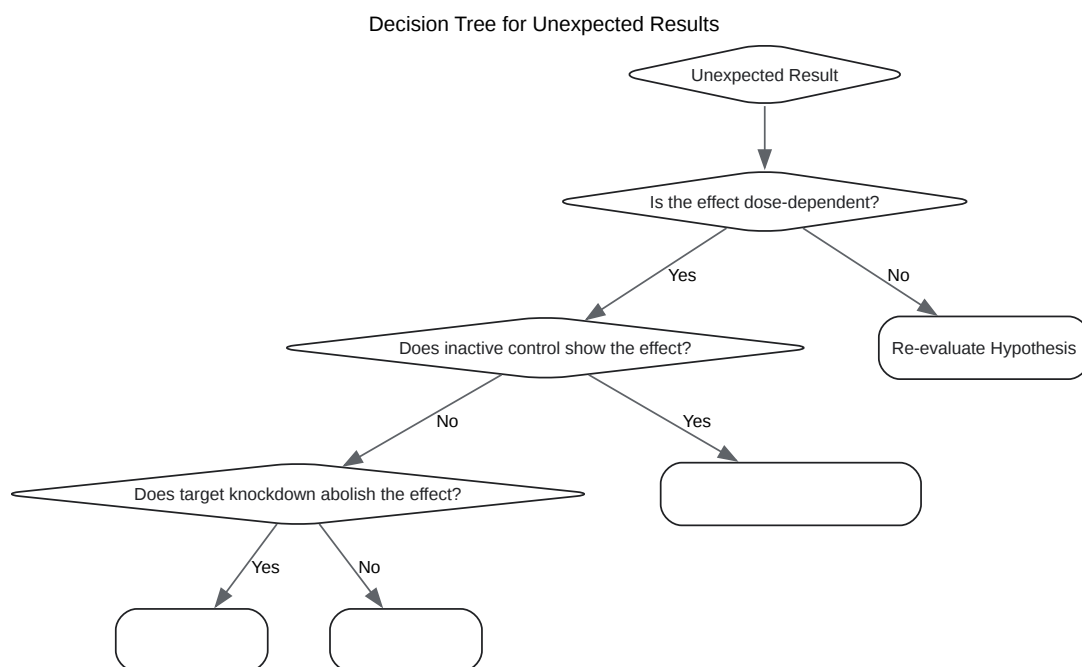 Decision Tree for Unexpected Results
Unexpected Result
Is the effect dose-dependent?
Yes
No
Does inactive control show the effect?
Re-evaluate Hypothesis
No
Yes
Does target knockdown abolish the effect?
Yes
No